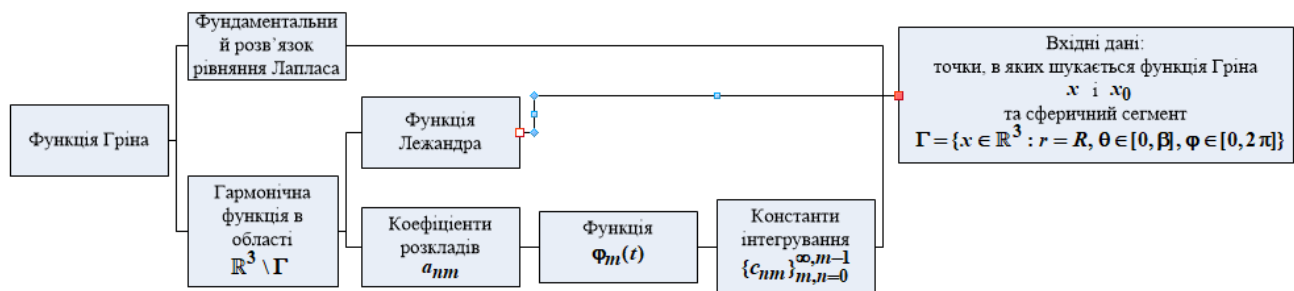 Фундаментальни
й розв’язок
рівняння Лапласа
Функція Гріна
Функція
Лежандра
Гармонічна
функція в
області
ℝ³ \ Γ
Коефіцієнти
розкладів
aₙₘ
Функція
φₘ(t)
Константи
інтегрування
{cₙₘ}^{∞,m−1}_{m,n=0}
Вхідні дані:
точки, в яких шукається функція Гріна
x і x₀
та сферичний сегмент
Γ = {x ∈ ℝ³ : r = R, θ ∈ [0, β], φ ∈ [0, 2π]}